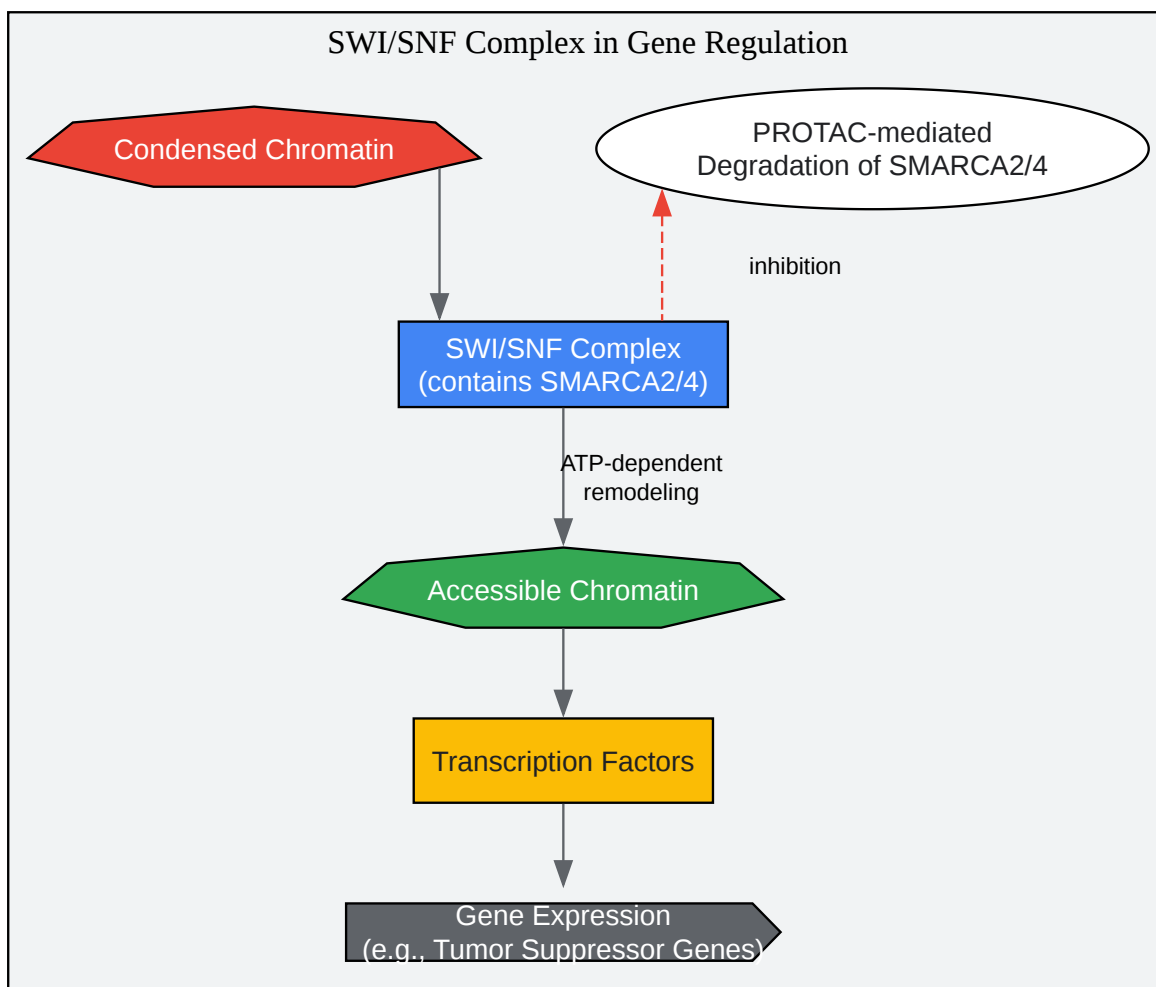 SWI/SNF Complex in Gene Regulation
Condensed Chromatin
PROTAC-mediated
Degradation of SMARCA2/4
inhibition
SWI/SNF Complex
(contains SMARCA2/4)
ATP-dependent
remodeling
Accessible Chromatin
Transcription Factors
Gene Expression
(e.g., Tumor Suppressor Genes)